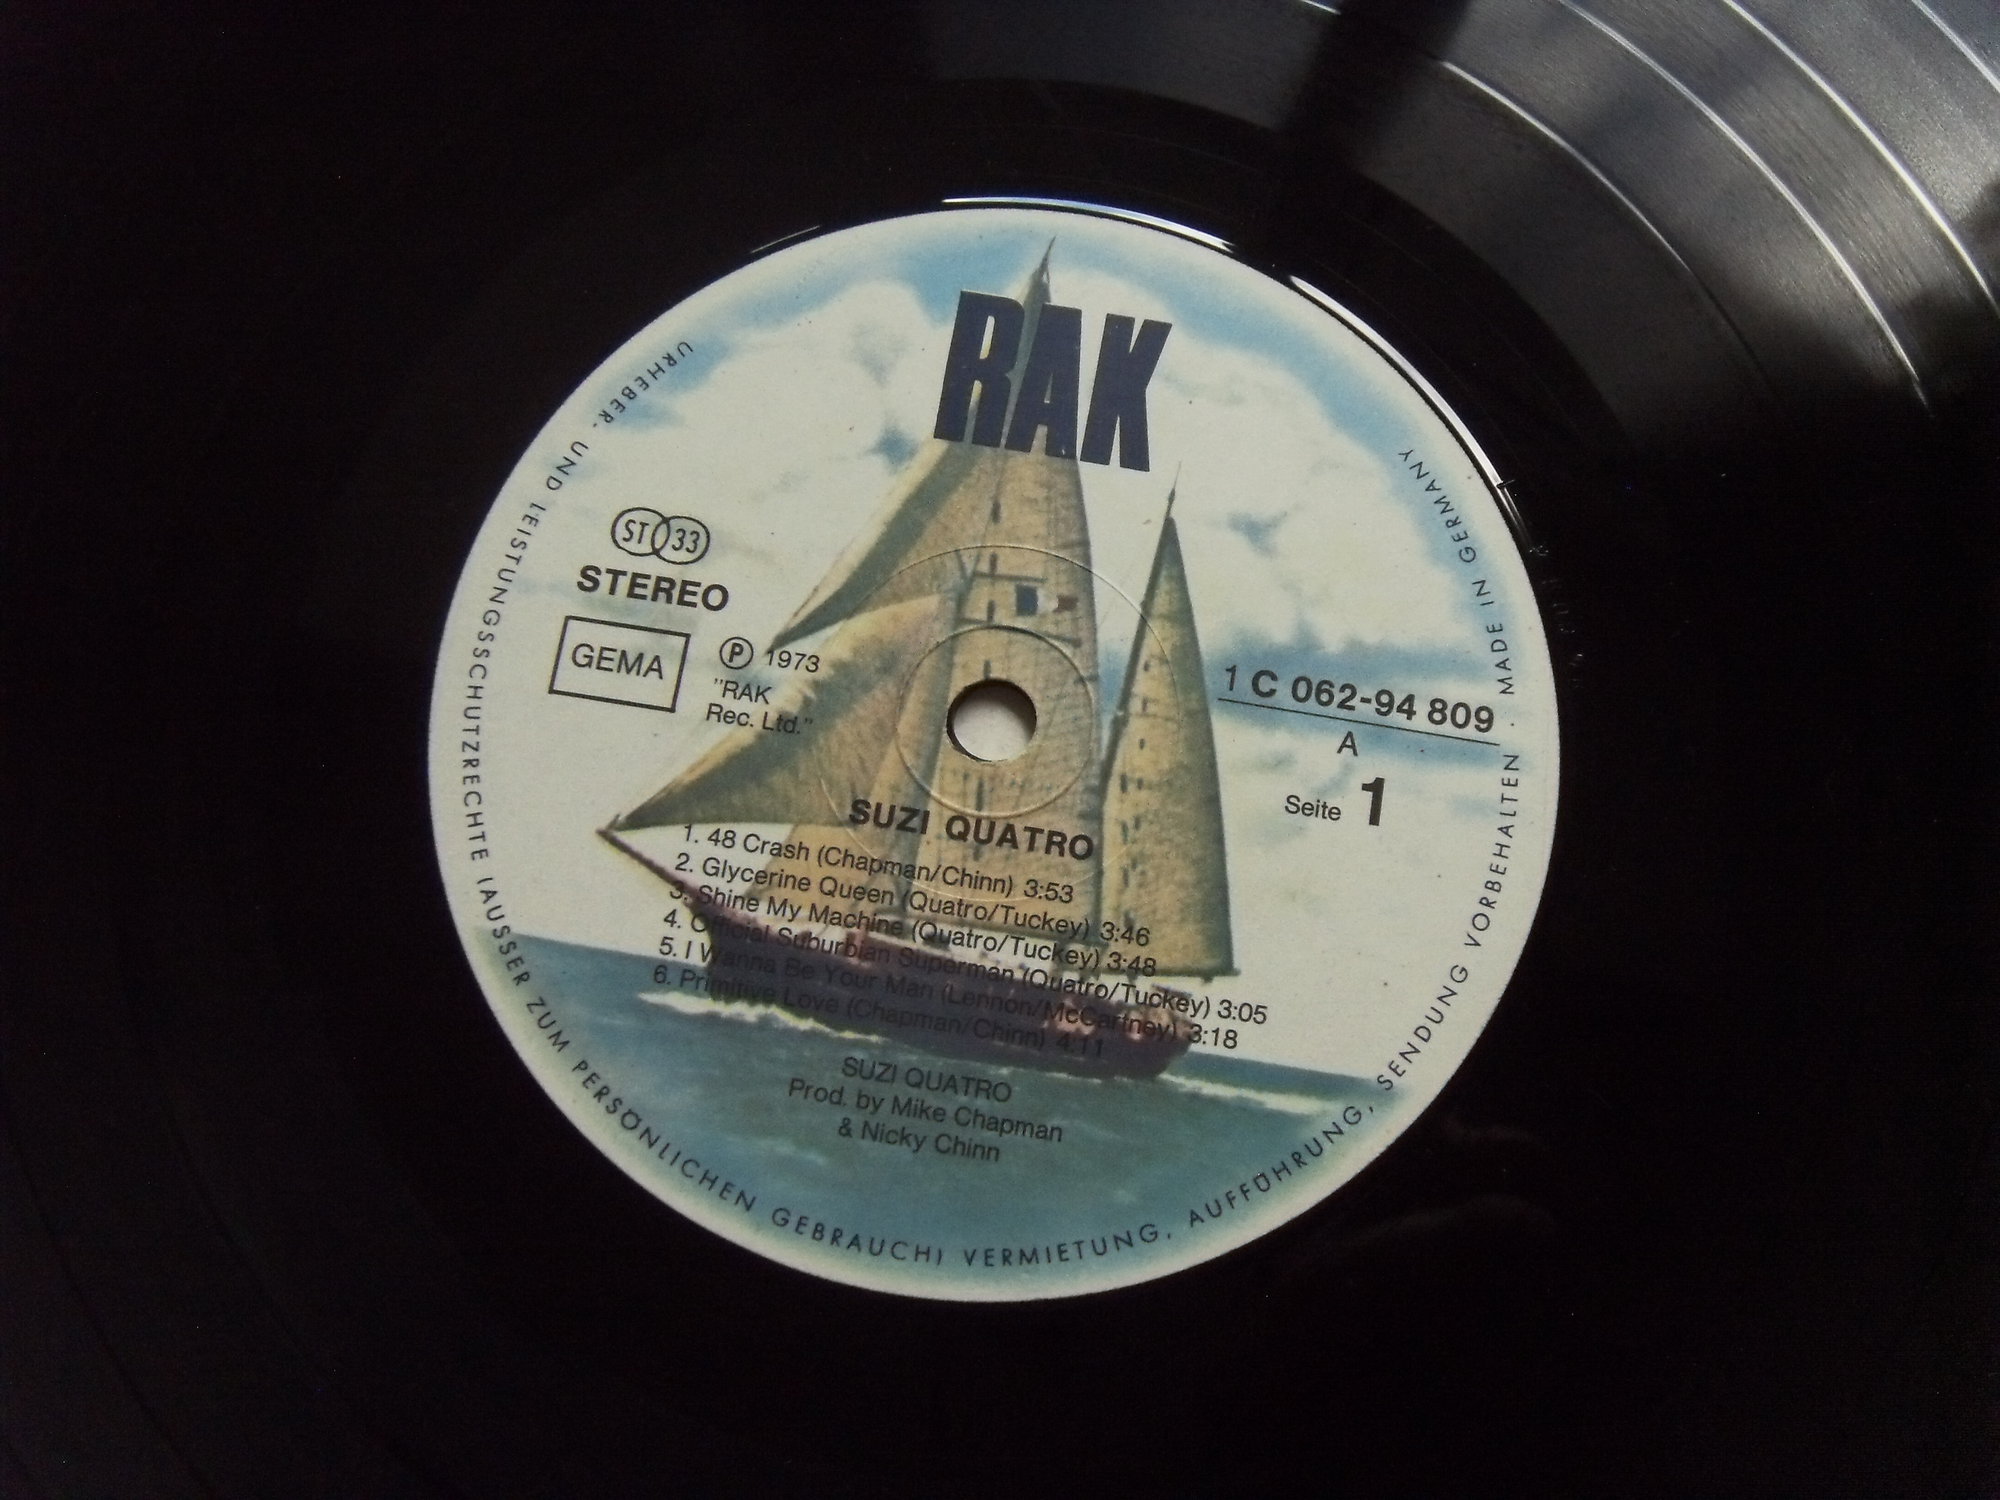 RAK
ST 33
STEREO
GEMA
Ⓟ 1973
"RAK
Rec. Ltd."
1 C 062-94 809
A
Seite 1
SUZI QUATRO
1. 48 Crash (Chapman/Chinn) 3:53
2. Glycerine Queen (Quatro/Tuckey) 3:46
3. Shine My Machine (Quatro/Tuckey) 3:48
4. Official Suburbian Superman (Quatro/Tuckey) 3:05
5. I Wanna Be Your Man (Lennon/McCartney) 3:18
6. Primitive Love (Chapman/Chinn) 4:11
SUZI QUATRO
Prod. by Mike Chapman
& Nicky Chinn
URHEBER- UND LEISTUNGSSCHUTZRECHTE (AUSSER ZUM PERSÖNLICHEN GEBRAUCH) VERMIETUNG, AUFFÖHRUNG, SENDUNG VORBEHALTEN · MADE IN GERMANY